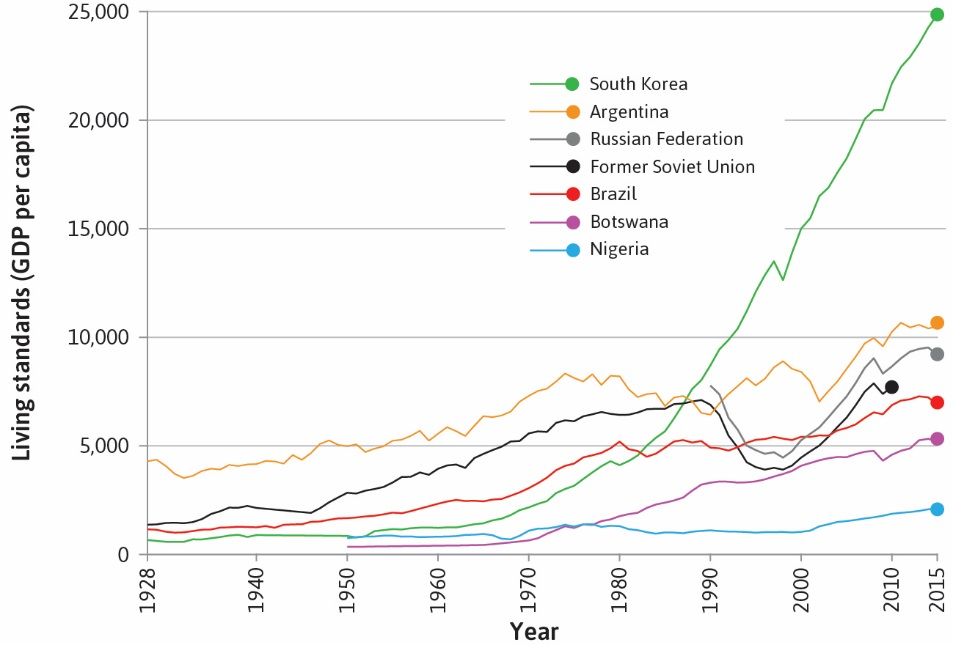 Living standards (GDP per capita)
25,000
20,000
15,000
10,000
5,000
0
South Korea
Argentina
Russian Federation
Former Soviet Union
Brazil
Botswana
Nigeria
1928
1940
1950
1960
1970
1980
1990
2000
2010
2015
Year